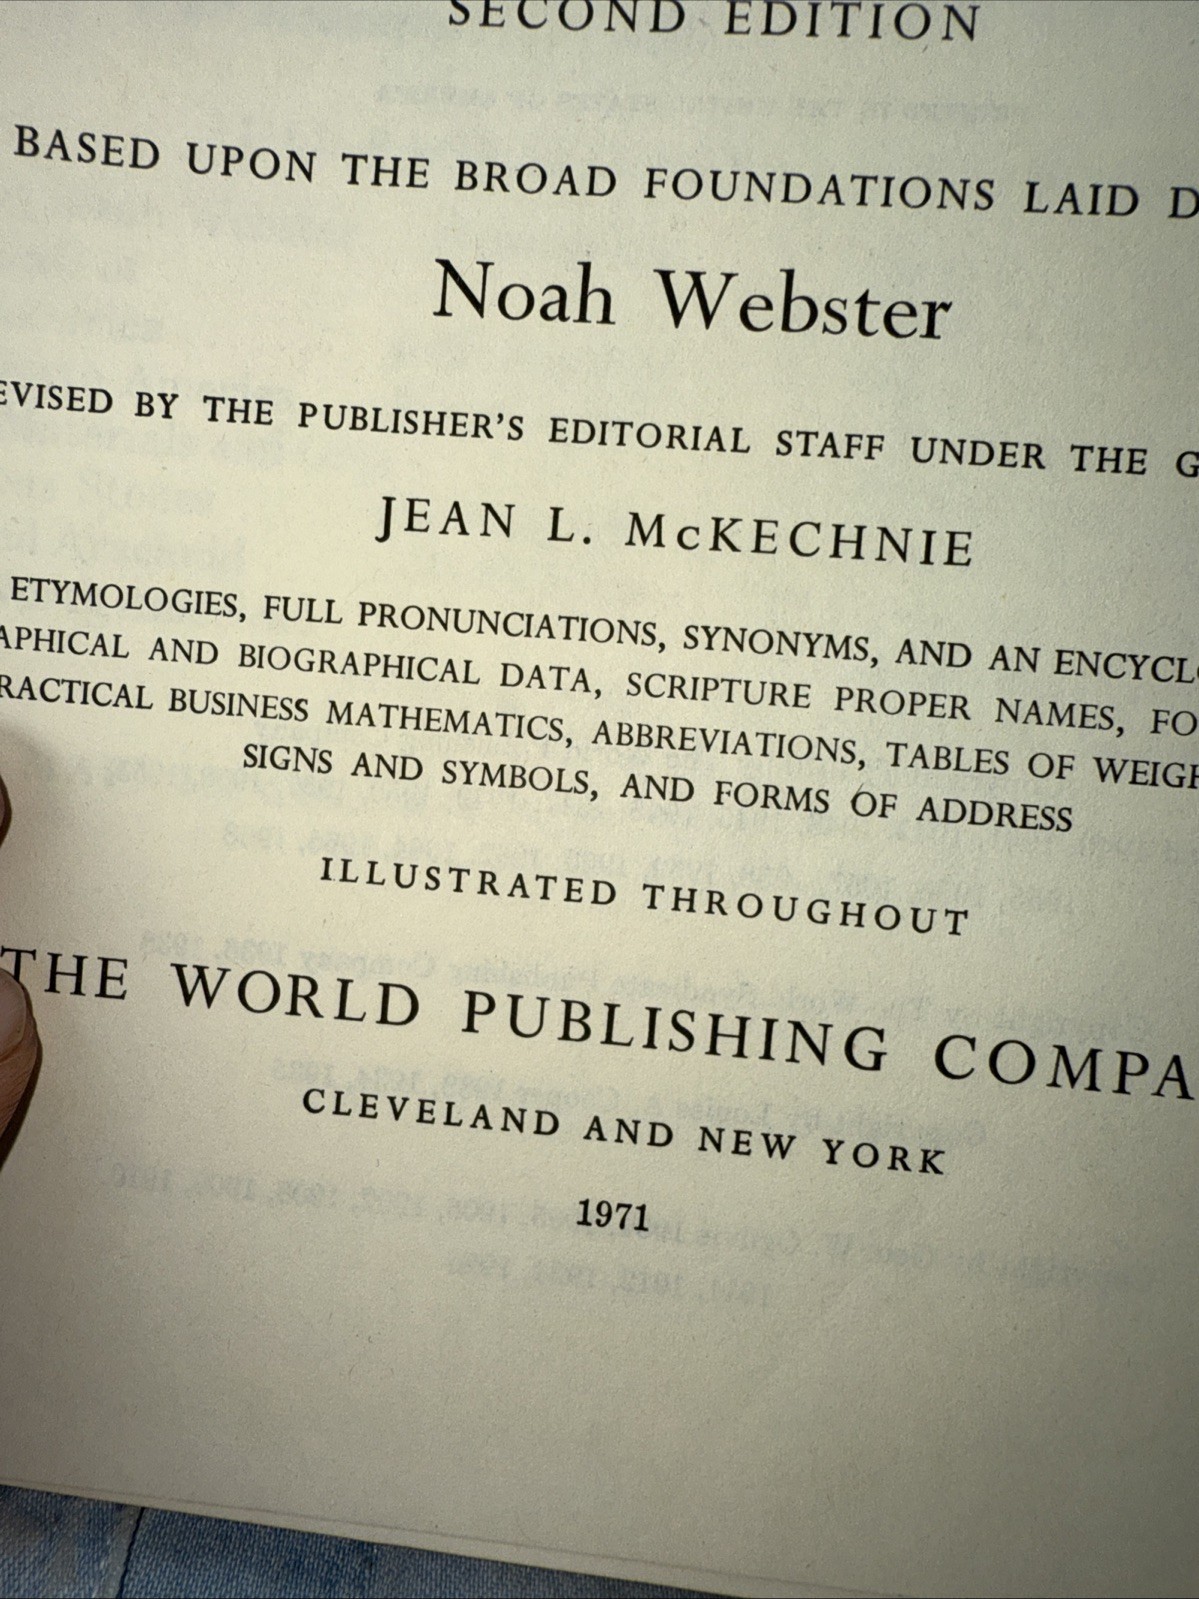 SECOND EDITION
BASED UPON THE BROAD FOUNDATIONS LAID D
Noah Webster
EVISED BY THE PUBLISHER'S EDITORIAL STAFF UNDER THE G
JEAN L. McKECHNIE
ETYMOLOGIES, FULL PRONUNCIATIONS, SYNONYMS, AND AN ENCYCLO
APHICAL AND BIOGRAPHICAL DATA, SCRIPTURE PROPER NAMES, FO
RACTICAL BUSINESS MATHEMATICS, ABBREVIATIONS, TABLES OF WEIGH
SIGNS AND SYMBOLS, AND FORMS OF ADDRESS
ILLUSTRATED THROUGHOUT
THE WORLD PUBLISHING COMPA
CLEVELAND AND NEW YORK
1971